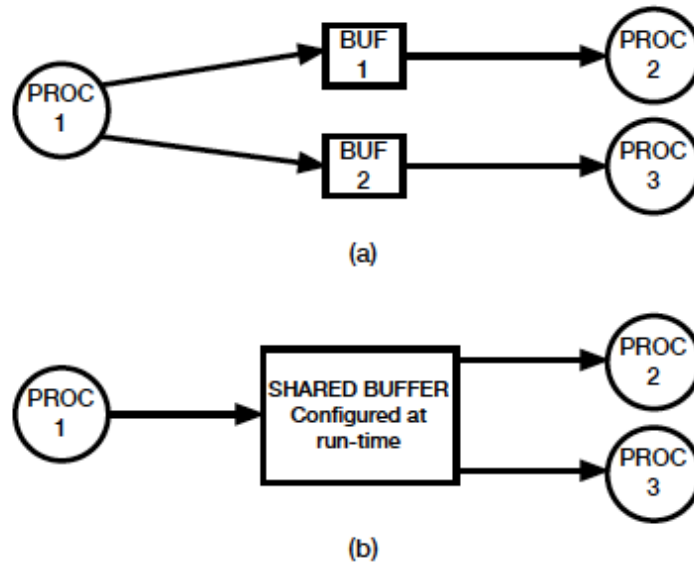 PROC
1
BUF
1
PROC
2
BUF
2
PROC
3
(a)
PROC
1
SHARED BUFFER
Configured at
run-time
PROC
2
PROC
3
(b)